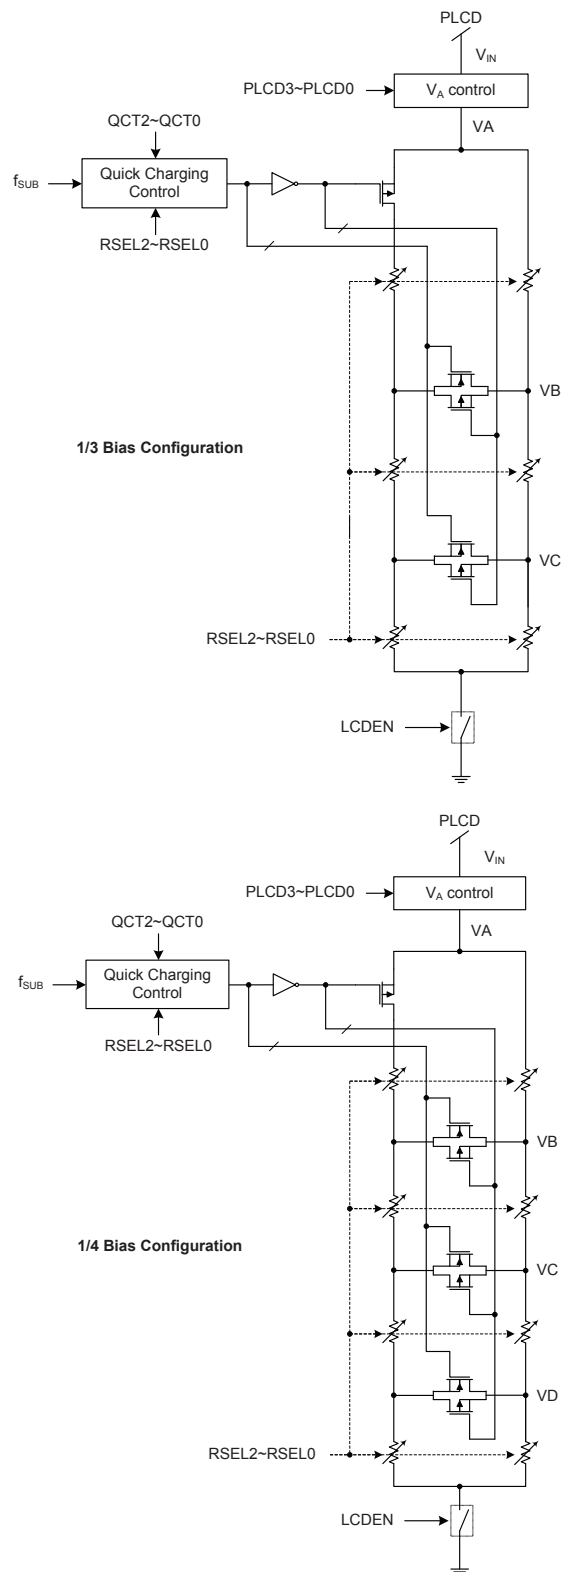 PLCD
VIN
PLCD3~PLCD0
VA control
VA
QCT2~QCT0
fSUB
Quick Charging
Control
RSEL2~RSEL0
VB
1/3 Bias Configuration
VC
RSEL2~RSEL0
LCDEN
PLCD
VIN
PLCD3~PLCD0
VA control
VA
QCT2~QCT0
fSUB
Quick Charging
Control
RSEL2~RSEL0
VB
1/4 Bias Configuration
VC
VD
RSEL2~RSEL0
LCDEN